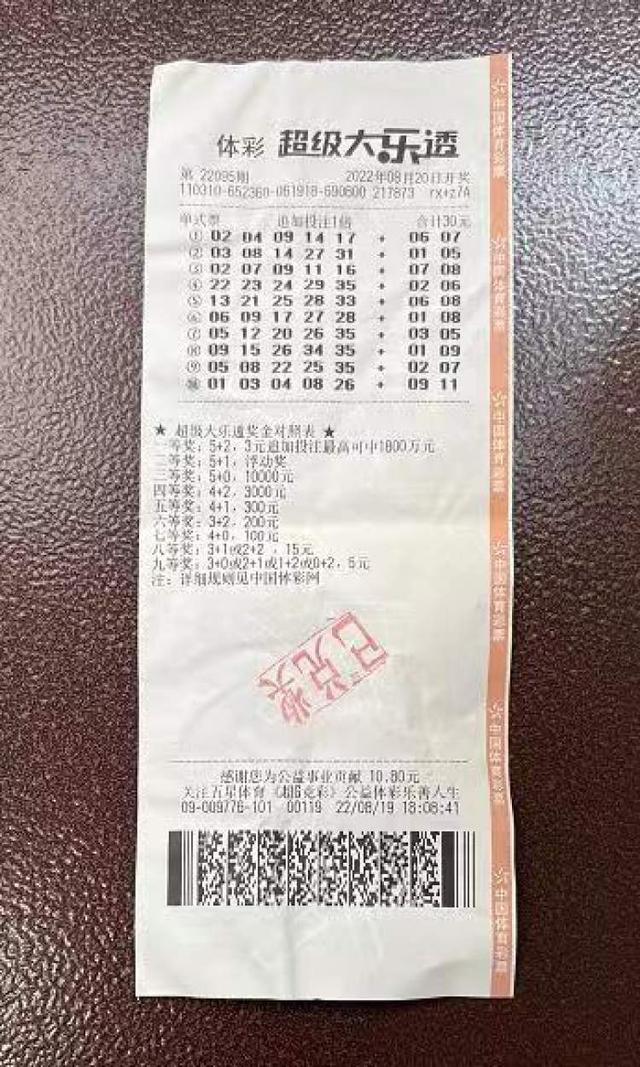 体彩 超级大乐透
第 22095期 2022年08月20日开奖
110310-652360-061918-690600 217873 rx+z7A
单式票 追加投注1倍 合计30元
① 02 04 09 14 17 + 06 07
② 03 08 14 27 31 + 01 05
③ 02 07 09 11 16 + 07 08
④ 22 23 24 29 35 + 02 06
⑤ 13 21 25 28 33 + 06 08
⑥ 06 09 17 27 28 + 01 08
⑦ 05 12 20 26 35 + 03 05
⑧ 09 15 26 34 35 + 01 09
⑨ 05 08 22 25 35 + 02 07
⑩ 01 03 04 08 26 + 09 11
★ 超级大乐透奖金对照表 ★
一等奖: 5+2, 3元追加投注最高可中1800万元
二等奖: 5+1, 浮动奖
三等奖: 5+0, 10000元
四等奖: 4+2, 3000元
五等奖: 4+1, 300元
六等奖: 3+2, 200元
七等奖: 4+0, 100元
八等奖: 3+1或2+2, 15元
九等奖: 3+0或2+1或1+2或0+2, 5元
注: 详细规则见中国体彩网
已兑奖
感谢您为公益事业贡献 10.80元
关注五星体育《超G竞彩》公益体彩乐善人生
09-009776-101 00119 22/08/19 18:08:41
中国体育彩票
中国体育彩票
中国体育彩票
中国体育彩票
中国体育彩票
中国体育彩票